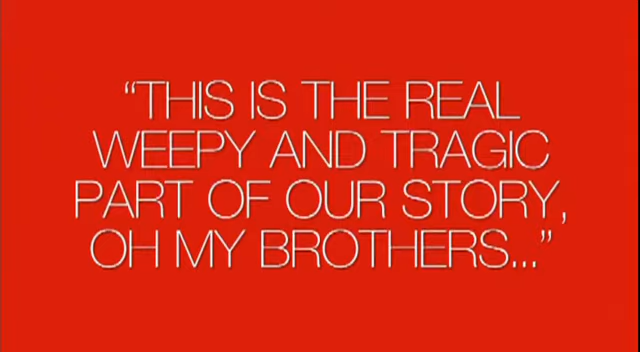 “THIS IS THE REAL
WEEPY AND TRAGIC
PART OF OUR STORY,
OH MY BROTHERS...”